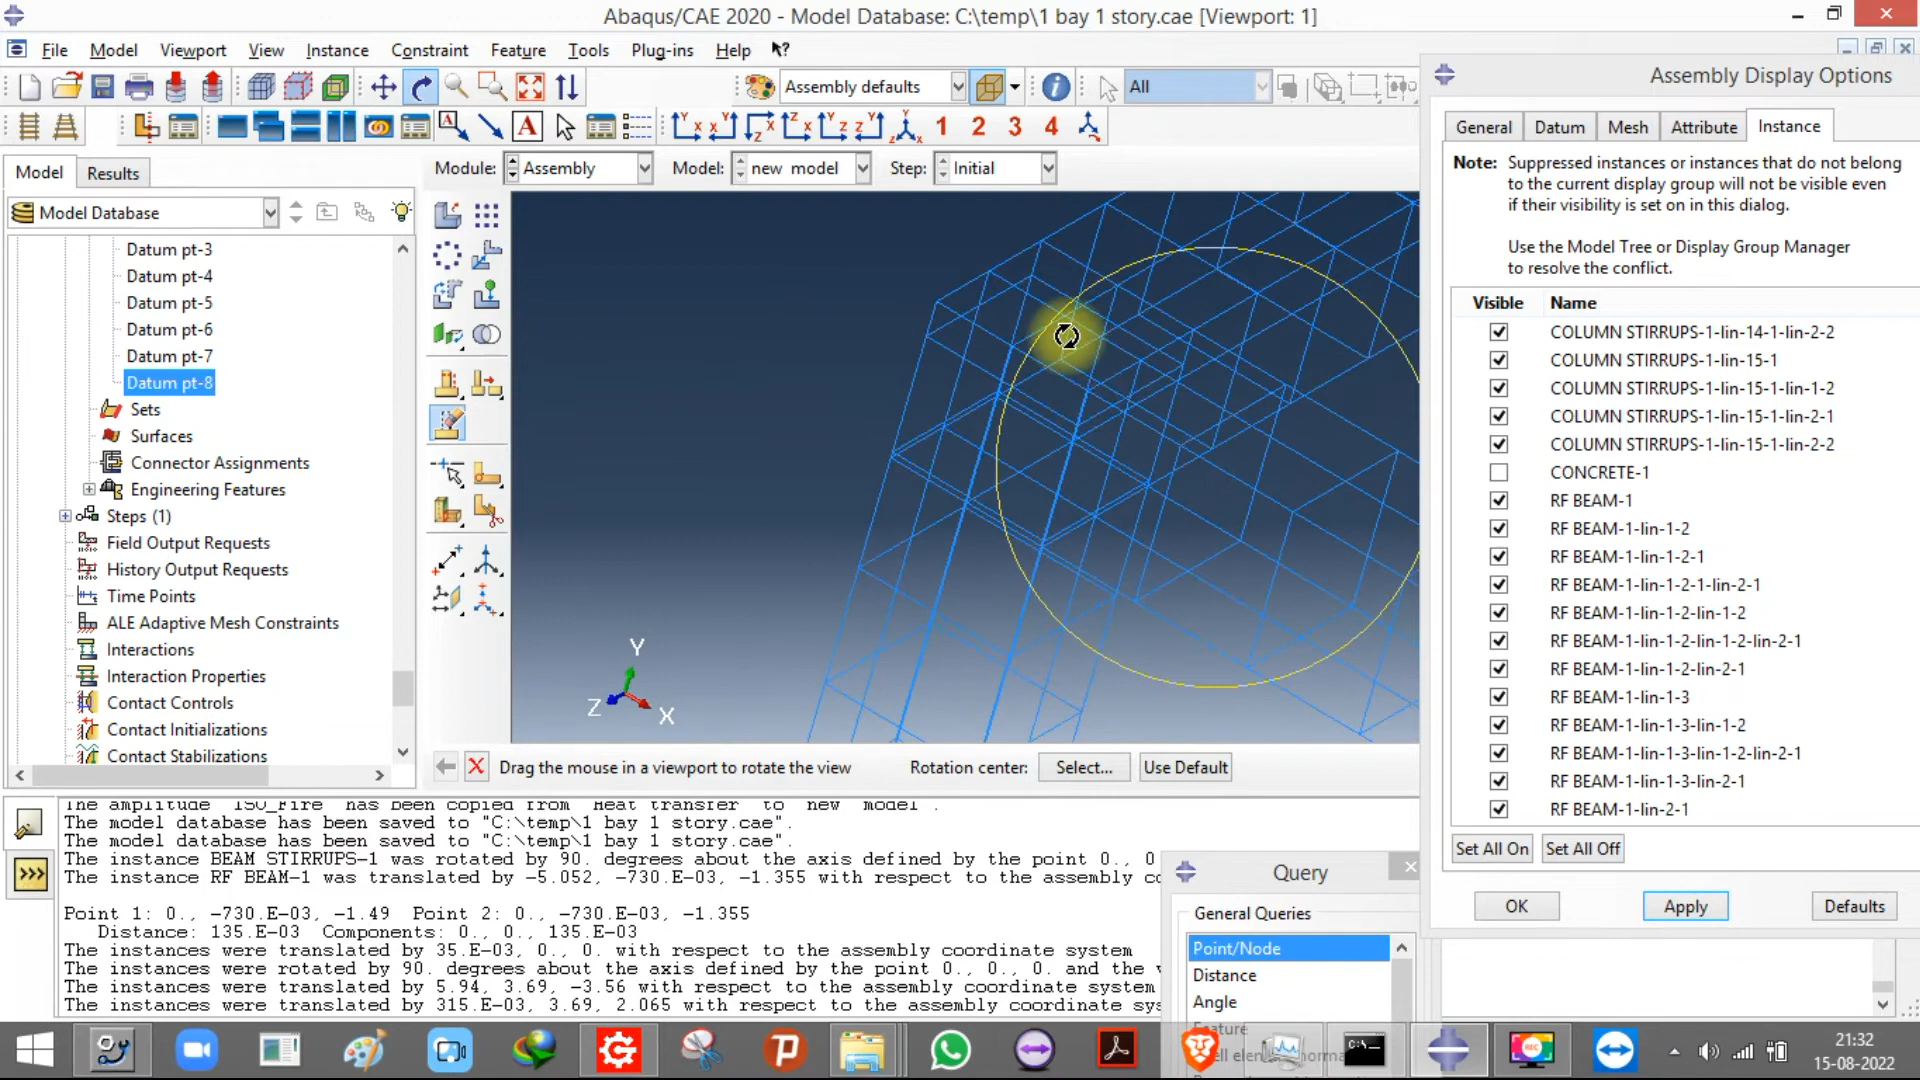 Abaqus/CAE 2020 - Model Database: C:\temp\1 bay 1 story.cae [Viewport: 1]
File Model Viewport View Instance Constraint Feature Tools Plug-ins Help
Assembly defaults
All
1 2 3 4
Model Results
Module: Assembly Model: new model Step: Initial
Model Database
Datum pt-3
Datum pt-4
Datum pt-5
Datum pt-6
Datum pt-7
Datum pt-8
Sets
Surfaces
Connector Assignments
Engineering Features
Steps (1)
Field Output Requests
History Output Requests
Time Points
ALE Adaptive Mesh Constraints
Interactions
Interaction Properties
Contact Controls
Contact Initializations
Contact Stabilizations
Y
Z
X
Drag the mouse in a viewport to rotate the view Rotation center: Select... Use Default
The amplitude "ISO_Fire" has been copied from "Heat transfer" to "new model".
The model database has been saved to "C:\temp\1 bay 1 story.cae".
The model database has been saved to "C:\temp\1 bay 1 story.cae".
The instance BEAM STIRRUPS-1 was rotated by 90. degrees about the axis defined by the point 0., 0
The instance RF BEAM-1 was translated by -5.052, -730.E-03, -1.355 with respect to the assembly co
Point 1: 0., -730.E-03, -1.49 Point 2: 0., -730.E-03, -1.355
Distance: 135.E-03 Components: 0., 0., 135.E-03
The instances were translated by 35.E-03, 0., 0. with respect to the assembly coordinate system
The instances were rotated by 90. degrees about the axis defined by the point 0., 0., 0. and the v
The instances were translated by 5.94, 3.69, -3.56 with respect to the assembly coordinate system
The instances were translated by 315.E-03, 3.69, 2.065 with respect to the assembly coordinate sys
Query
General Queries
Point/Node
Distance
Angle
Feature
Assembly Display Options
General Datum Mesh Attribute Instance
Note: Suppressed instances or instances that do not belong
to the current display group will not be visible even
if their visibility is set on in this dialog.
Use the Model Tree or Display Group Manager
to resolve the conflict.
Visible Name
COLUMN STIRRUPS-1-lin-14-1-lin-2-2
COLUMN STIRRUPS-1-lin-15-1
COLUMN STIRRUPS-1-lin-15-1-lin-1-2
COLUMN STIRRUPS-1-lin-15-1-lin-2-1
COLUMN STIRRUPS-1-lin-15-1-lin-2-2
CONCRETE-1
RF BEAM-1
RF BEAM-1-lin-1-2
RF BEAM-1-lin-1-2-1
RF BEAM-1-lin-1-2-1-lin-2-1
RF BEAM-1-lin-1-2-lin-1-2
RF BEAM-1-lin-1-2-lin-1-2-lin-2-1
RF BEAM-1-lin-1-2-lin-2-1
RF BEAM-1-lin-1-3
RF BEAM-1-lin-1-3-lin-1-2
RF BEAM-1-lin-1-3-lin-1-2-lin-2-1
RF BEAM-1-lin-1-3-lin-2-1
RF BEAM-1-lin-2-1
Set All On Set All Off
OK Apply Defaults
21:32
15-08-2022